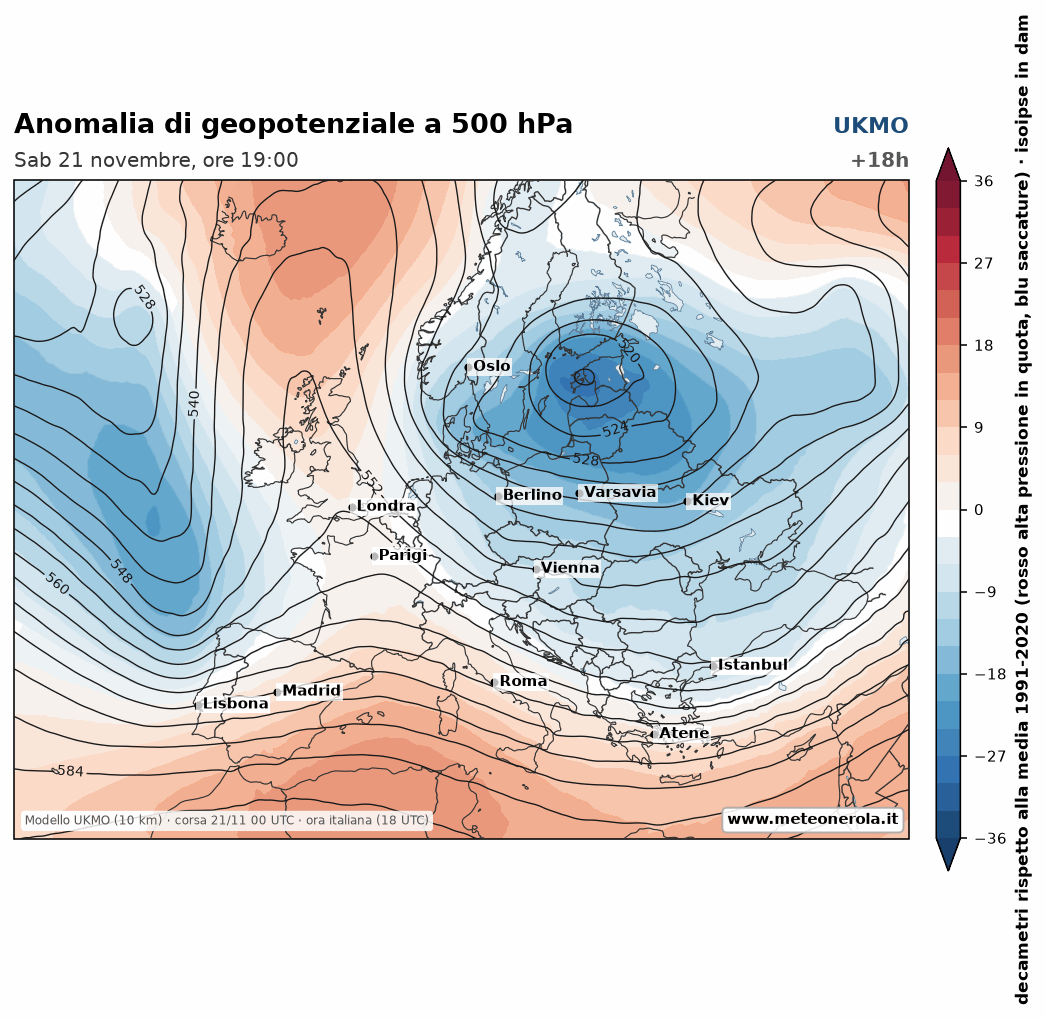 Anomalia di geopotenziale a 500 hPa
UKMO
Sab 21 novembre, ore 19:00
+18h
528
540
520
524
528
552
548
560
584
Oslo
Berlino
Varsavia
Kiev
Londra
Parigi
Vienna
Istanbul
Roma
Madrid
Lisbona
Atene
Modello UKMO (10 km) · corsa 21/11 00 UTC · ora italiana (18 UTC)
www.meteonerola.it
36
27
18
9
0
−9
−18
−27
−36
decametri rispetto alla media 1991-2020 (rosso alta pressione in quota, blu saccature) · isoipse in dam